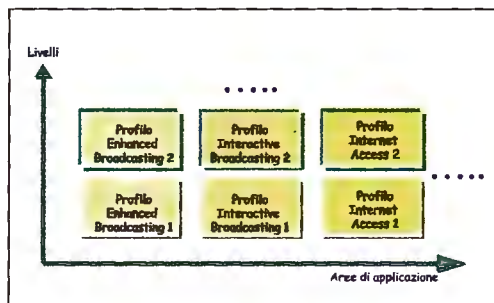 Livelli
.....
Profilo
Enhanced
Broadcasting 2
Profilo
Interactive
Broadcasting 2
Profilo
Internet
Access 2
.....
Profilo
Enhanced
Broadcasting 1
Profilo
Interactive
Broadcasting 1
Profilo
Internet
Access 1
Aree di applicazione